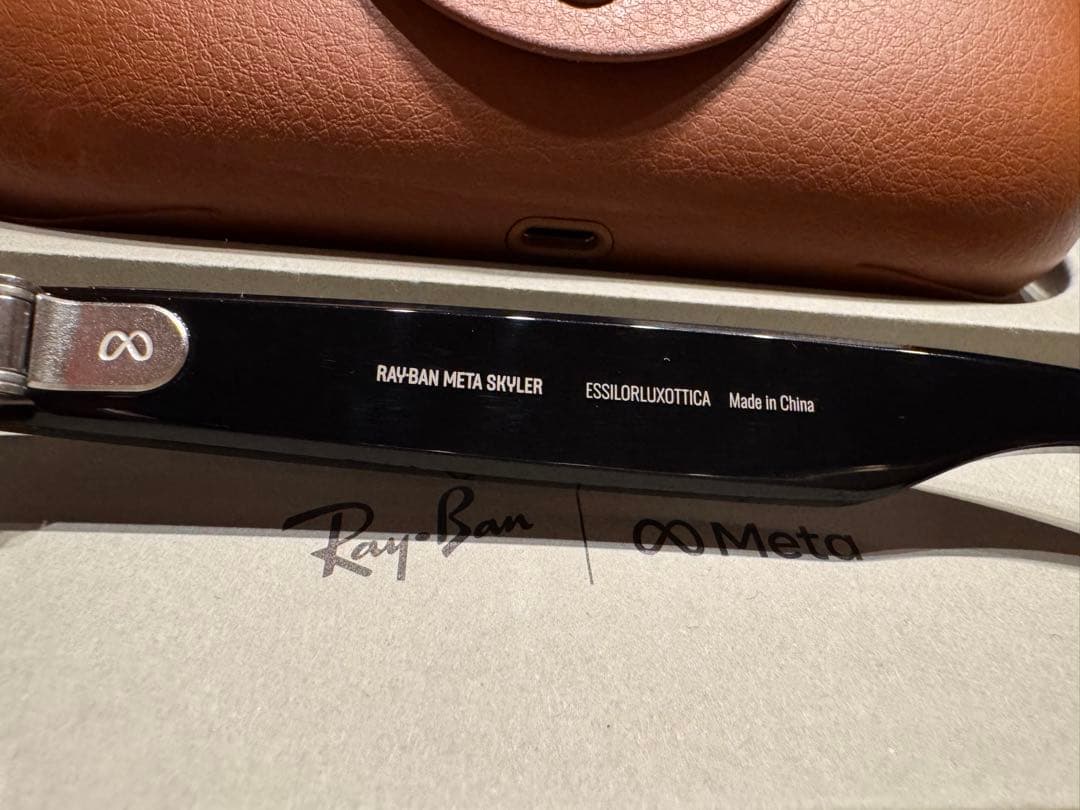 RAY-BAN META SKYLER ESSILORLUXOTTICA Made in China
Ray-Ban | Meta